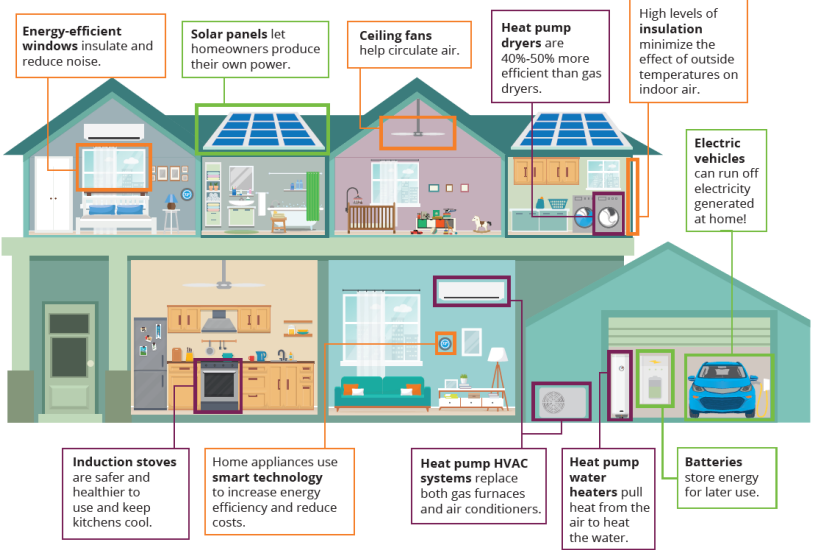 Energy-efficient
windows insulate and
reduce noise.
Solar panels let
homeowners produce
their own power.
Ceiling fans
help circulate air.
Heat pump
dryers are
40%-50% more
efficient than gas
dryers.
High levels of
insulation
minimize the
effect of outside
temperatures on
indoor air.
Electric
vehicles
can run off
electricity
generated
at home!
Induction stoves
are safer and
healthier to
use and keep
kitchens cool.
Home appliances use
smart technology
to increase energy
efficiency and reduce
costs.
Heat pump HVAC
systems replace
both gas furnaces
and air conditioners.
Heat pump
water
heaters pull
heat from the
air to heat
the water.
Batteries
store energy
for later use.